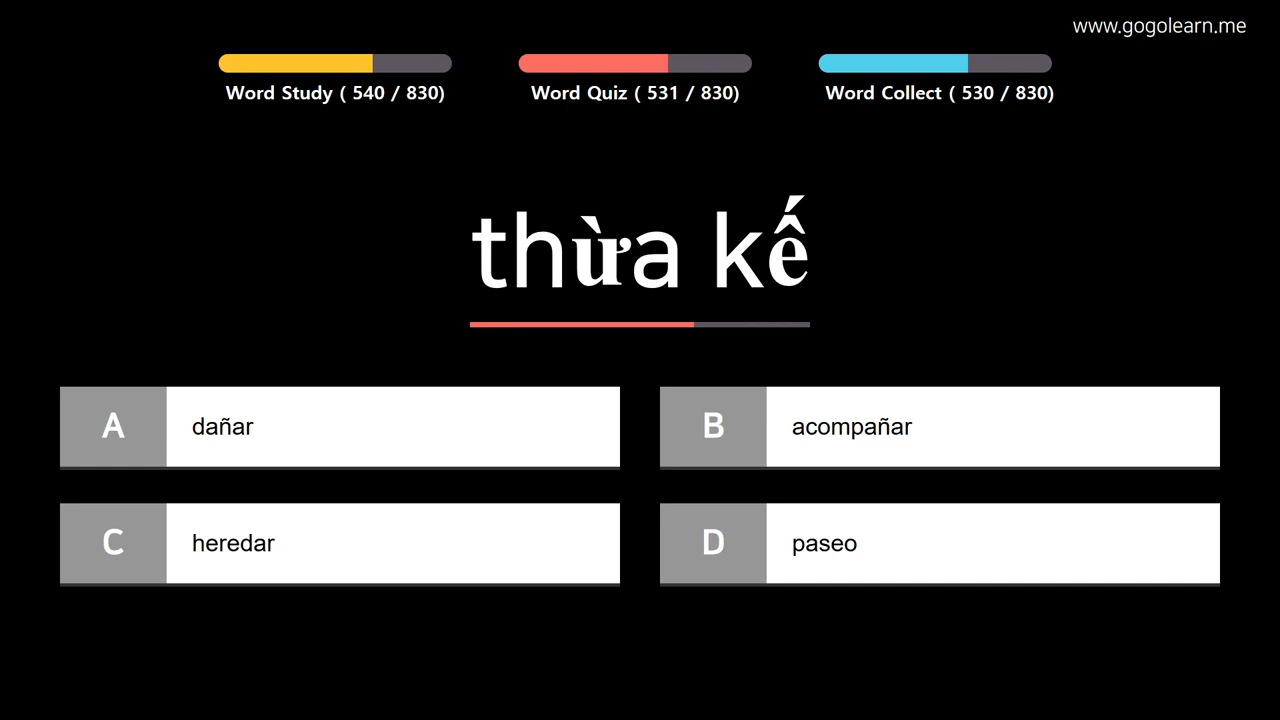 www.gogolearn.me
Word Study ( 540 / 830)
Word Quiz ( 531 / 830)
Word Collect ( 530 / 830)
thừa kế
A dañar
B acompañar
C heredar
D paseo